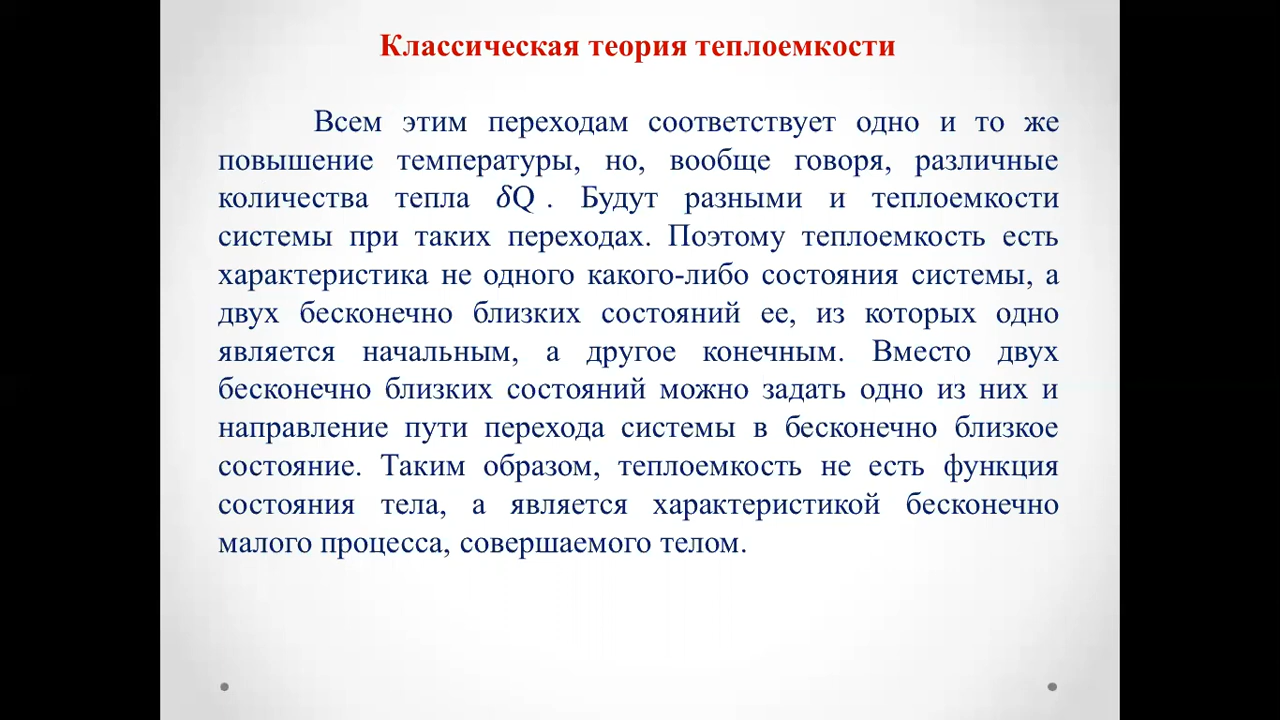 Классическая теория теплоемкости
Всем этим переходам соответствует одно и то же
повышение температуры, но, вообще говоря, различные
количества тепла 𝛿Q . Будут разными и теплоемкости
системы при таких переходах. Поэтому теплоемкость есть
характеристика не одного какого-либо состояния системы, а
двух бесконечно близких состояний ее, из которых одно
является начальным, а другое конечным. Вместо двух
бесконечно близких состояний можно задать одно из них и
направление пути перехода системы в бесконечно близкое
состояние. Таким образом, теплоемкость не есть функция
состояния тела, а является характеристикой бесконечно
малого процесса, совершаемого телом.